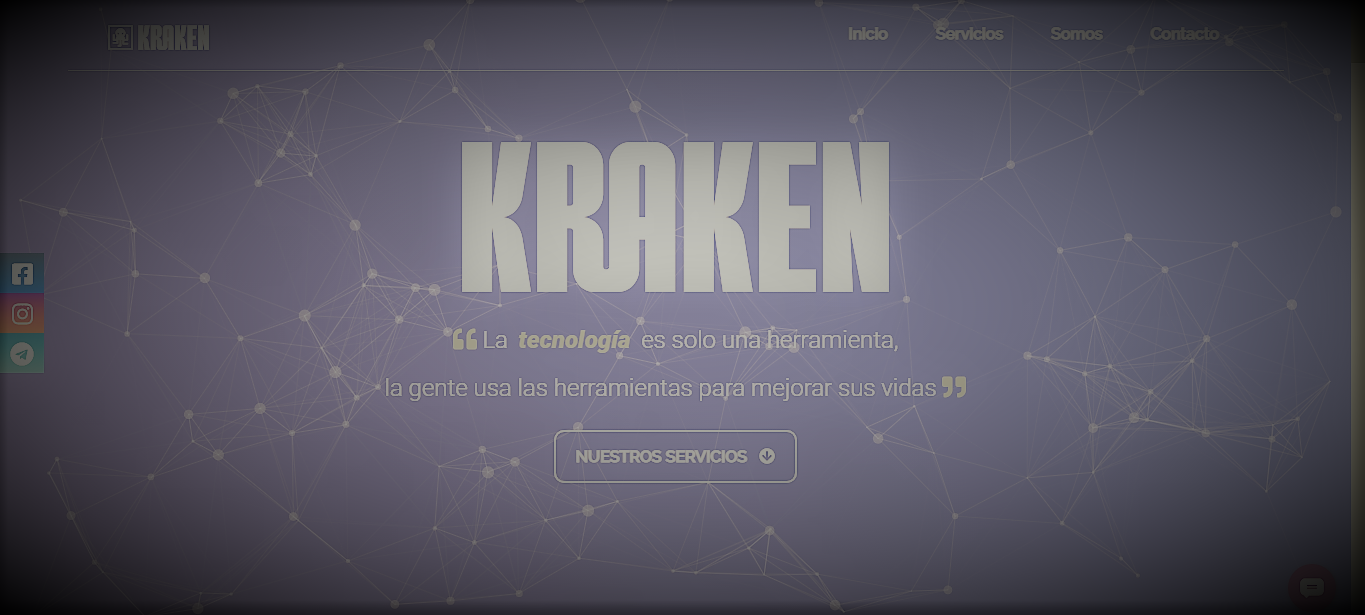 KRAKEN
Inicio
Servicios
Somos
Contacto
KRAKEN
❝ La tecnología es solo una herramienta,
la gente usa las herramientas para mejorar sus vidas ❞
NUESTROS SERVICIOS